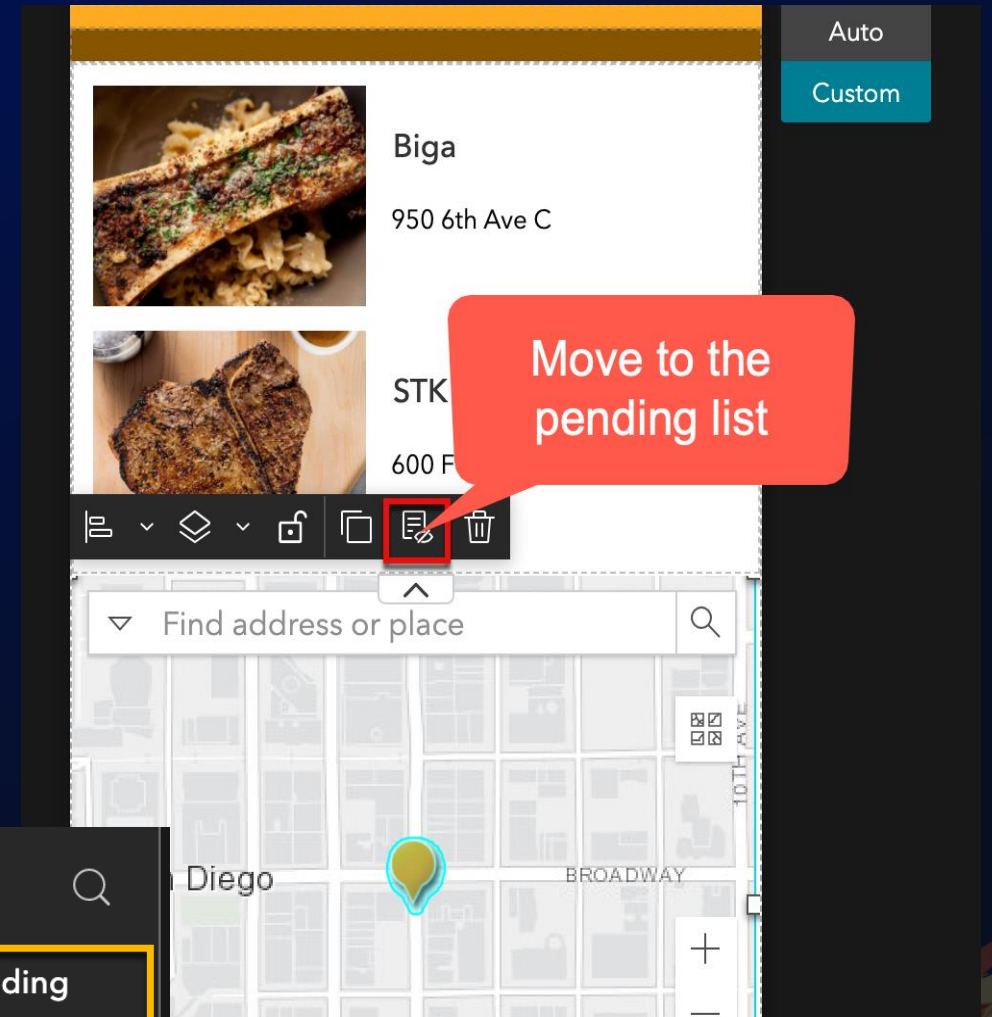 Auto
Custom
Biga
950 6th Ave C
Move to the
pending list
STK
600 F
Find address or place
10TH AVE
Diego
BROADWAY
ding